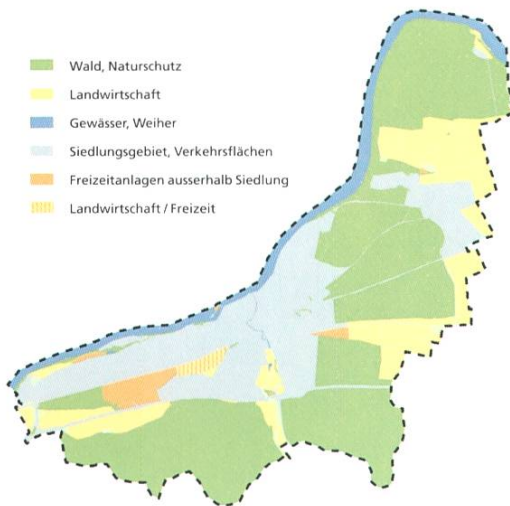 Wald, Naturschutz
Landwirtschaft
Gewässer, Weiher
Siedlungsgebiet, Verkehrsflächen
Freizeitanlagen ausserhalb Siedlung
Landwirtschaft / Freizeit